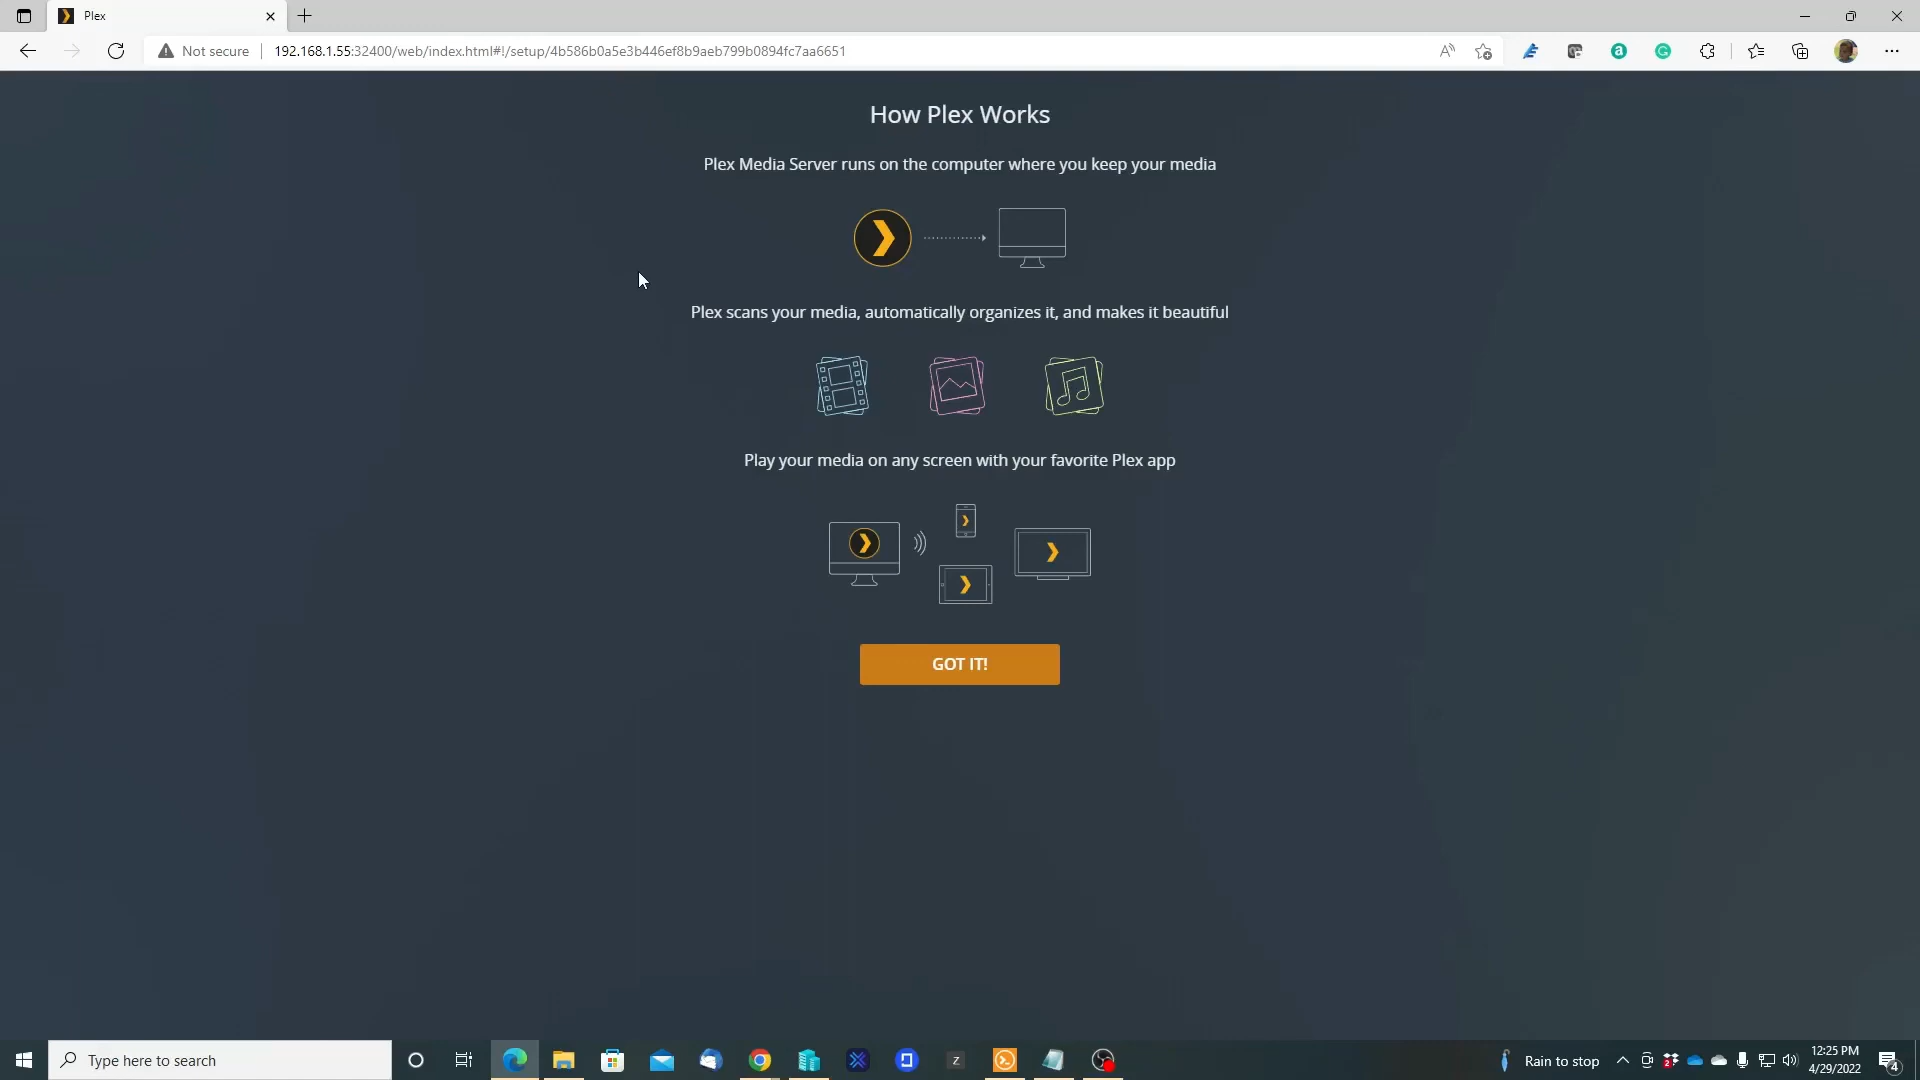 Plex
Not secure
192.168.1.55:32400/web/index.html#!/setup/4b586b0a5e3b446ef8b9aeb799b0894fc7aa6651
How Plex Works
Plex Media Server runs on the computer where you keep your media
Plex scans your media, automatically organizes it, and makes it beautiful
Play your media on any screen with your favorite Plex app
GOT IT!
Type here to search
Rain to stop
12:25 PM
4/29/2022
4